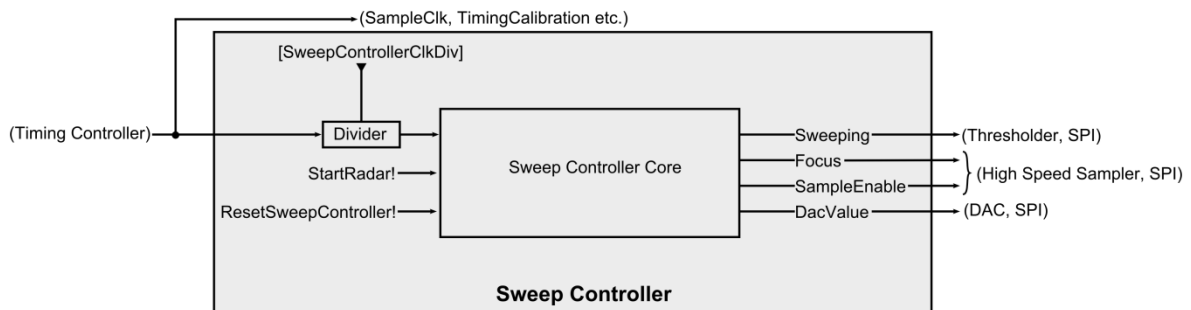 (SampleClk, TimingCalibration etc.)
[SweepControllerClkDiv]
(Timing Controller)
Divider
Sweeping
(Thresholder, SPI)
Focus
StartRadar!
Sweep Controller Core
(High Speed Sampler, SPI)
SampleEnable
ResetSweepController!
DacValue
(DAC, SPI)
Sweep Controller